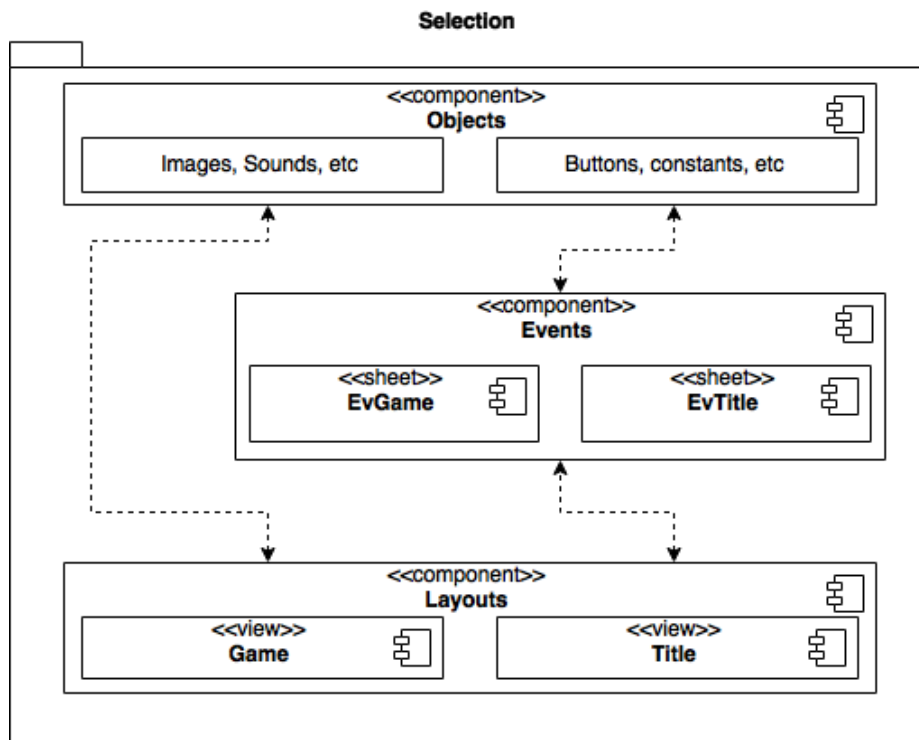 Selection
<<component>>
Objects
Images, Sounds, etc
Buttons, constants, etc
<<component>>
Events
<<sheet>>
EvGame
<<sheet>>
EvTitle
<<component>>
Layouts
<<view>>
Game
<<view>>
Title